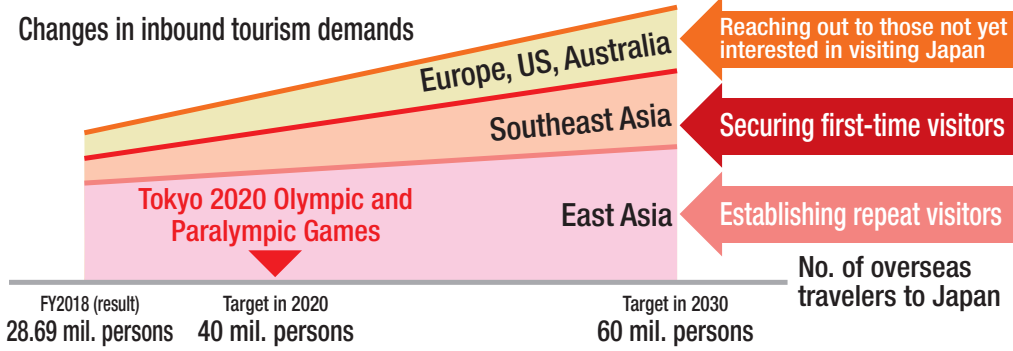 Changes in inbound tourism demands
Europe, US, Australia
Southeast Asia
East Asia
Reaching out to those not yet
interested in visiting Japan
Securing first-time visitors
Establishing repeat visitors
Tokyo 2020 Olympic and
Paralympic Games
No. of overseas
travelers to Japan
FY2018 (result)
28.69 mil. persons
Target in 2020
40 mil. persons
Target in 2030
60 mil. persons